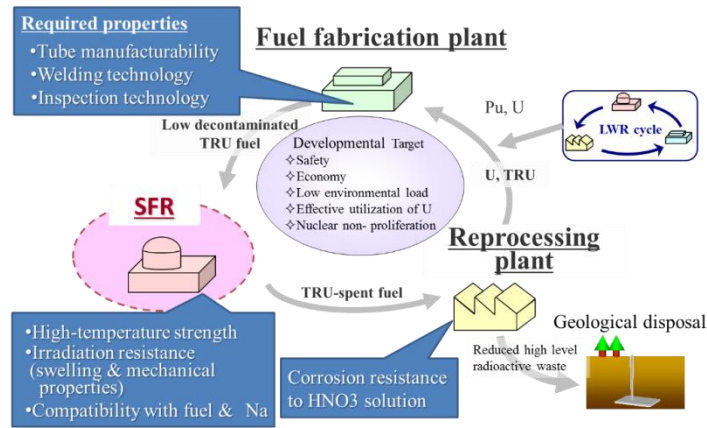 Required properties
•Tube manufacturability
•Welding technology
•Inspection technology
Fuel fabrication plant
Low decontaminated
TRU fuel
Pu, U
LWR cycle
Developmental Target
✧Safety
✧Economy
✧Low environmental load
✧Effective utilization of U
✧Nuclear non- proliferation
U, TRU
SFR
Reprocessing
plant
TRU-spent fuel
•High-temperature strength
•Irradiation resistance
(swelling & mechanical
properties)
•Compatibility with fuel & Na
Corrosion resistance
to HNO3 solution
Reduced high level
radioactive waste
Geological disposal